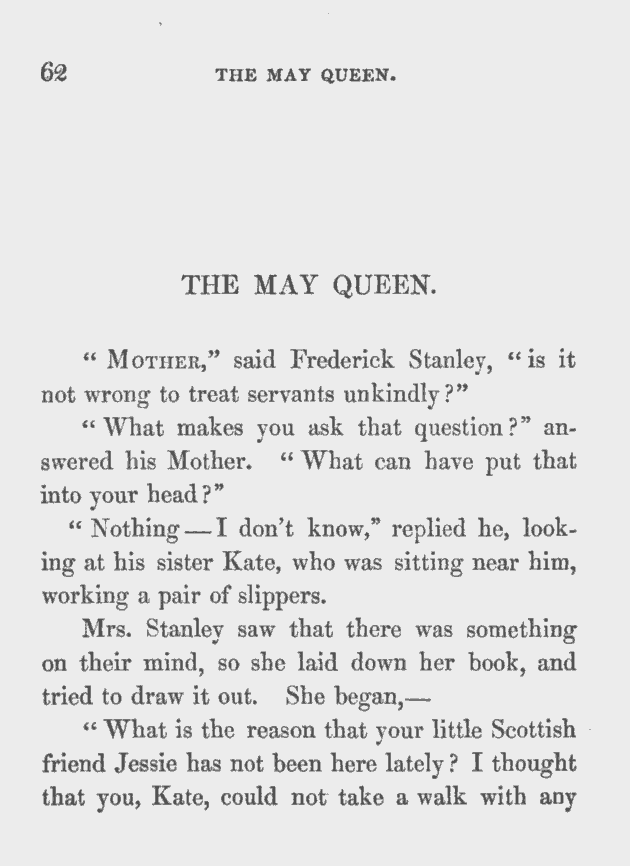 62 THE MAY QUEEN.
THE MAY QUEEN.
“ MOTHER,” said Frederick Stanley, “ is it
not wrong to treat servants unkindly ?”
“ What makes you ask that question ?” an-
swered his Mother. “ What can have put that
into your head ?”
“ Nothing — I don’t know,” replied he, look-
ing at his sister Kate, who was sitting near him,
working a pair of slippers.
Mrs. Stanley saw that there was something
on their mind, so she laid down her book, and
tried to draw it out. She began,—
“ What is the reason that your little Scottish
friend Jessie has not been here lately ? I thought
that you, Kate, could not take a walk with any